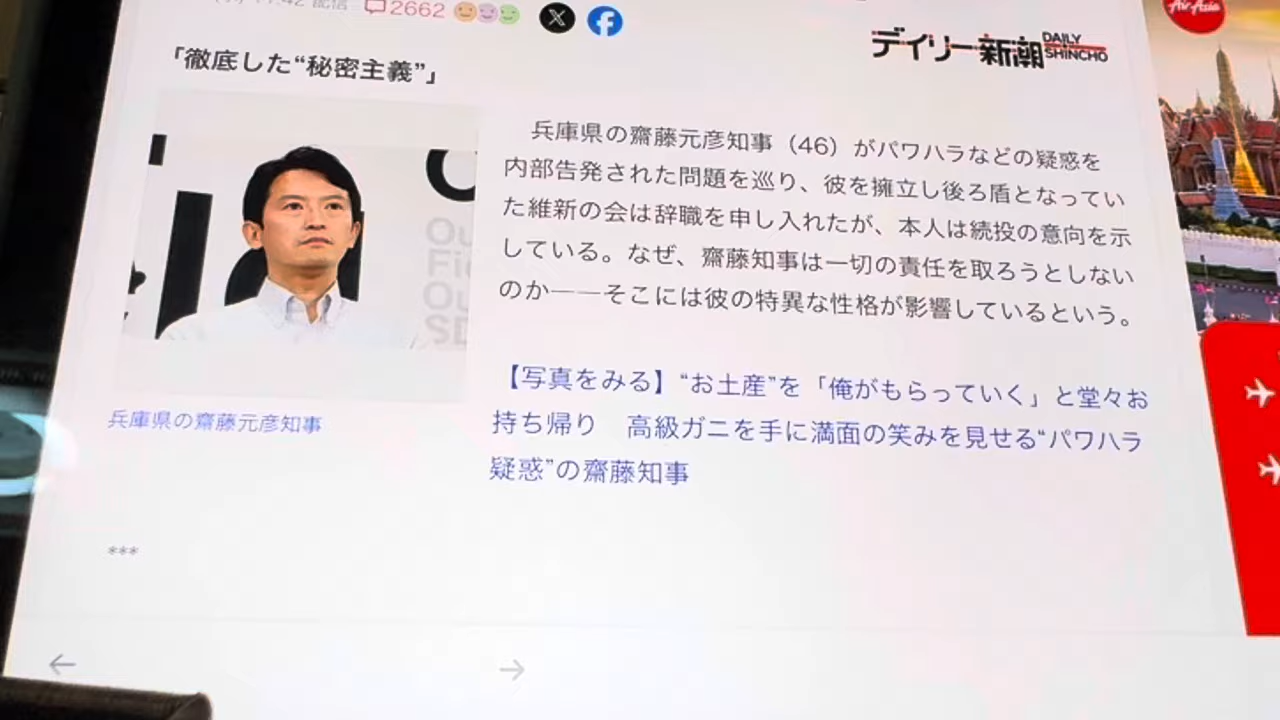 11:42 配信
2662
デイリー新潮
DAILY
SHINCHO
「徹底した“秘密主義”」
兵庫県の齋藤元彦知事（46）がパワハラなどの疑惑を
内部告発された問題を巡り、彼を擁立し後ろ盾となってい
た維新の会は辞職を申し入れたが、本人は続投の意向を示
している。なぜ、齋藤知事は一切の責任を取ろうとしない
のか――そこには彼の特異な性格が影響しているという。
【写真をみる】“お土産”を「俺がもらっていく」と堂々お
持ち帰り　高級ガニを手に満面の笑みを見せる“パワハラ
疑惑”の齋藤知事
兵庫県の齋藤元彦知事
***
AirAsia